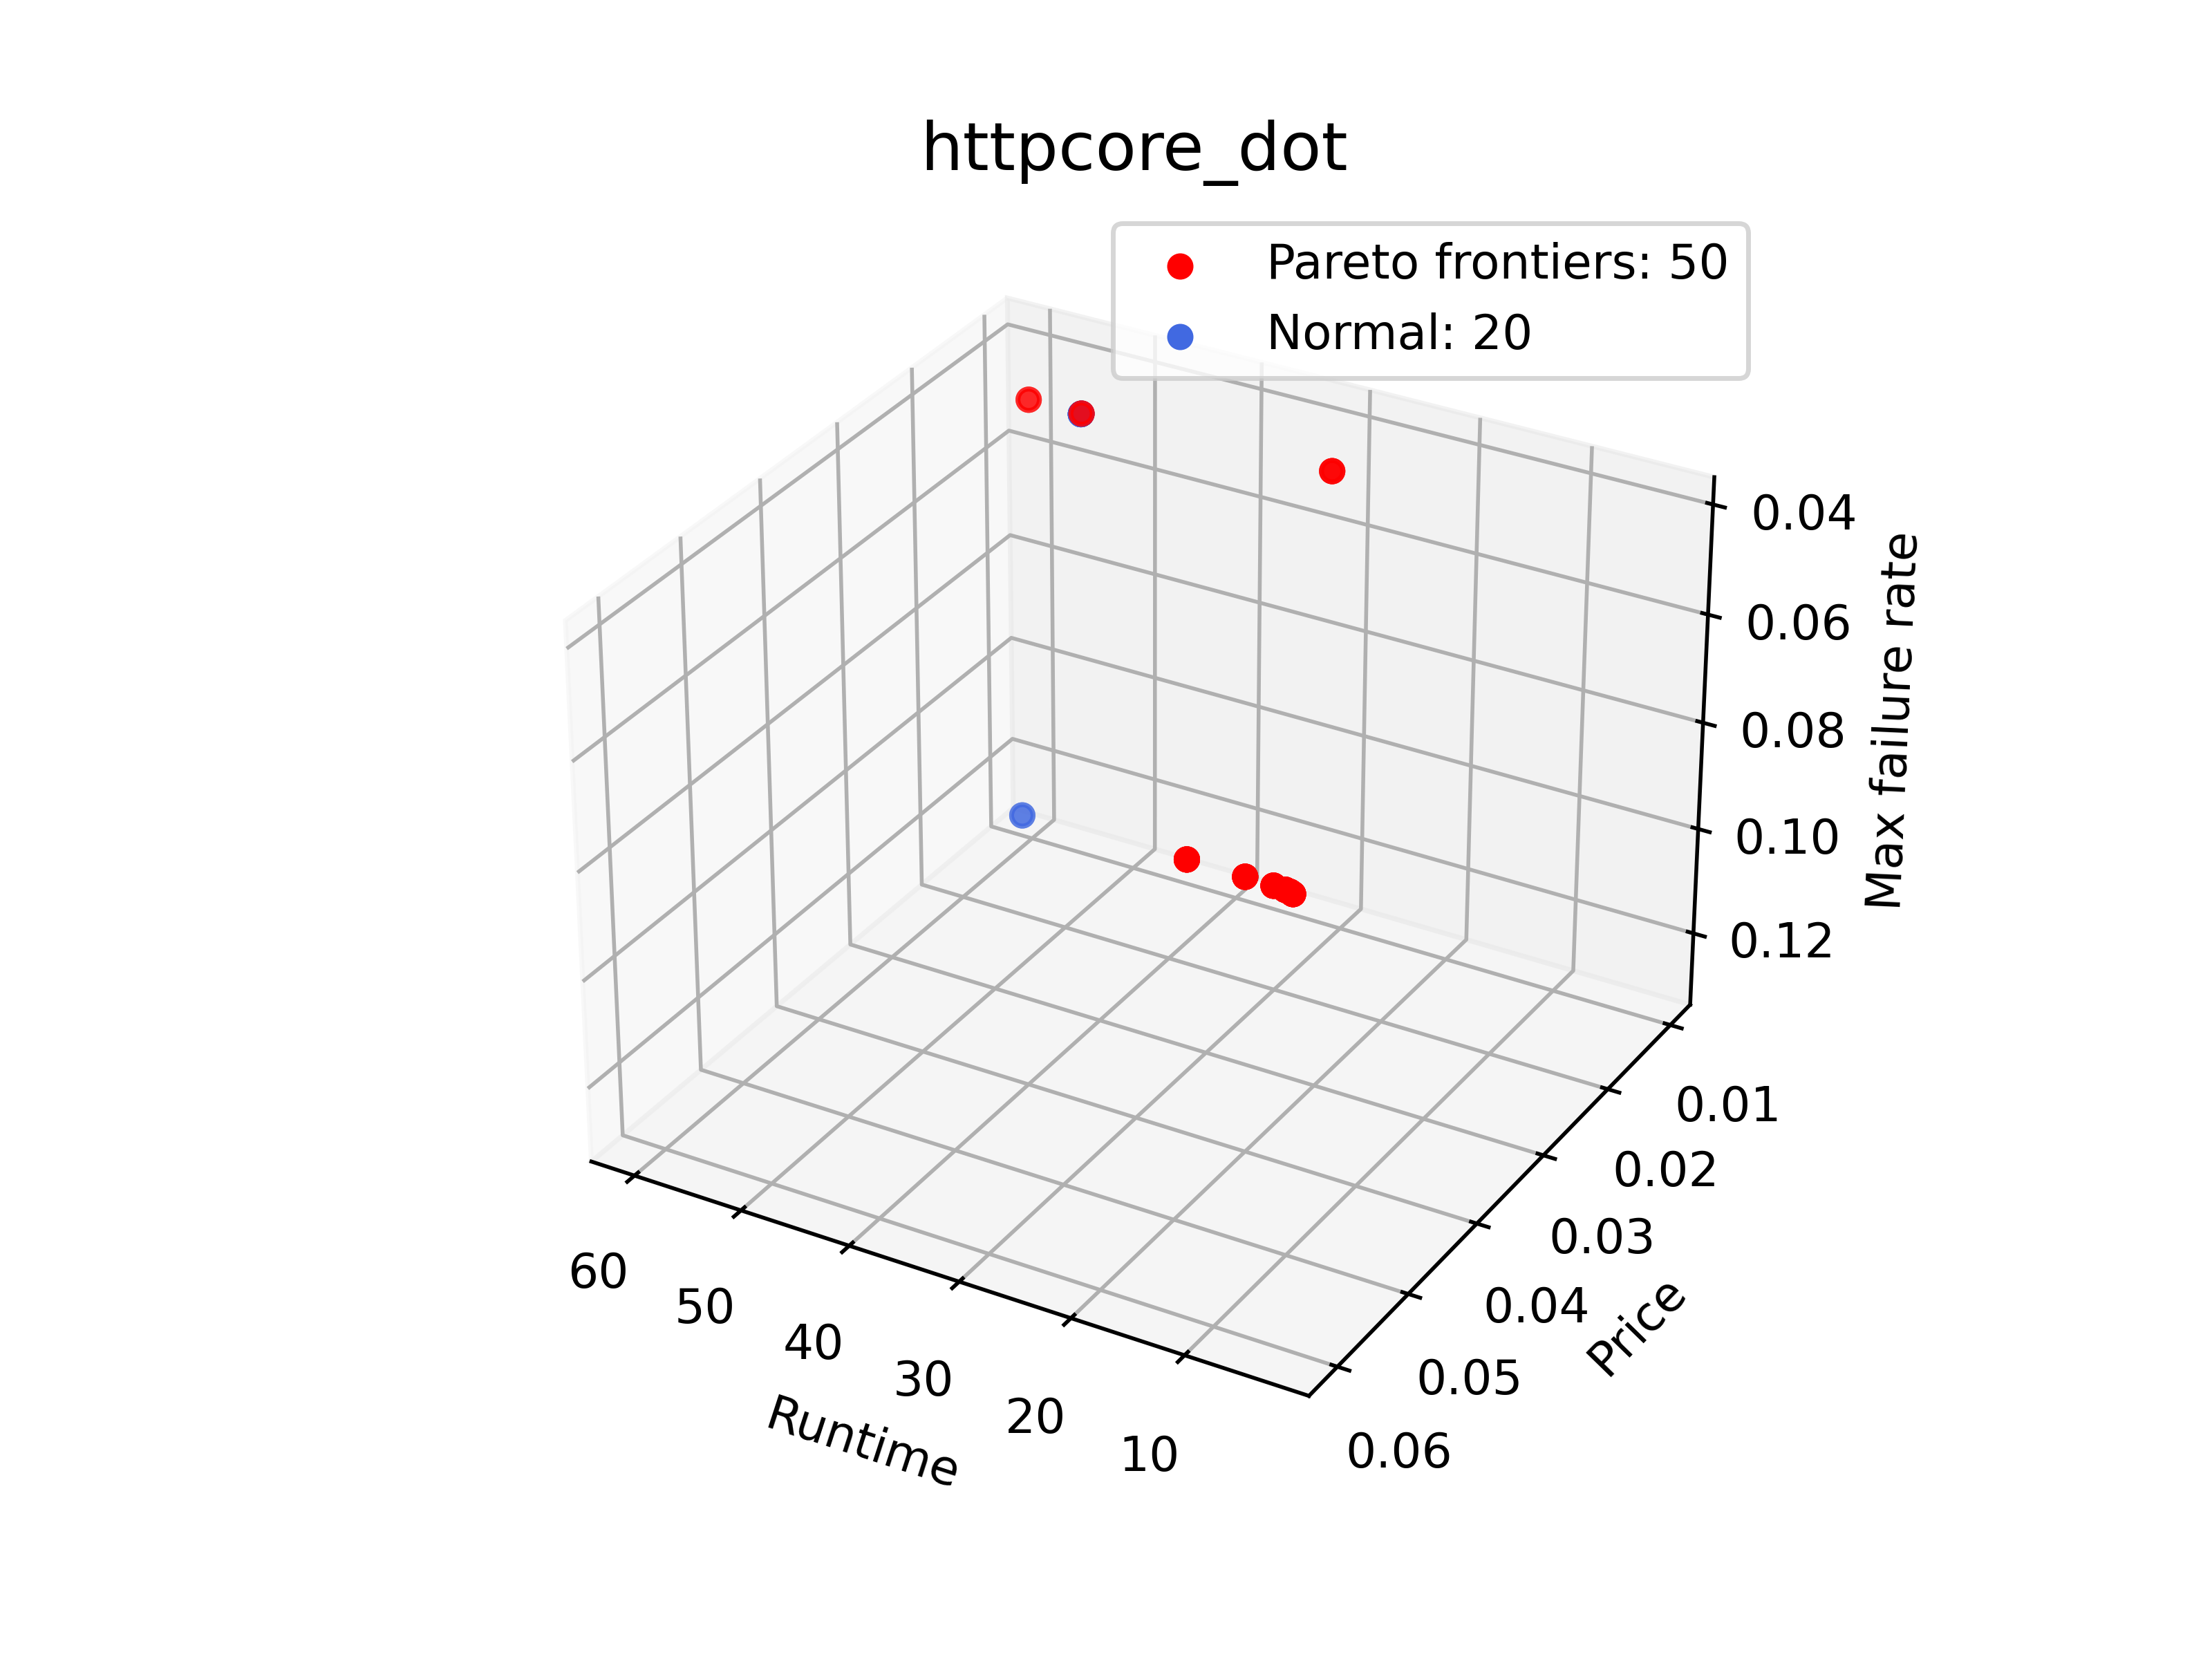 httpcore_dot
Pareto frontiers: 50
Normal: 20
0.04
0.06
0.08
0.10
0.12
Max failure rate
0.01
0.02
0.03
0.04
0.05
0.06
Price
60
50
40
30
20
10
Runtime